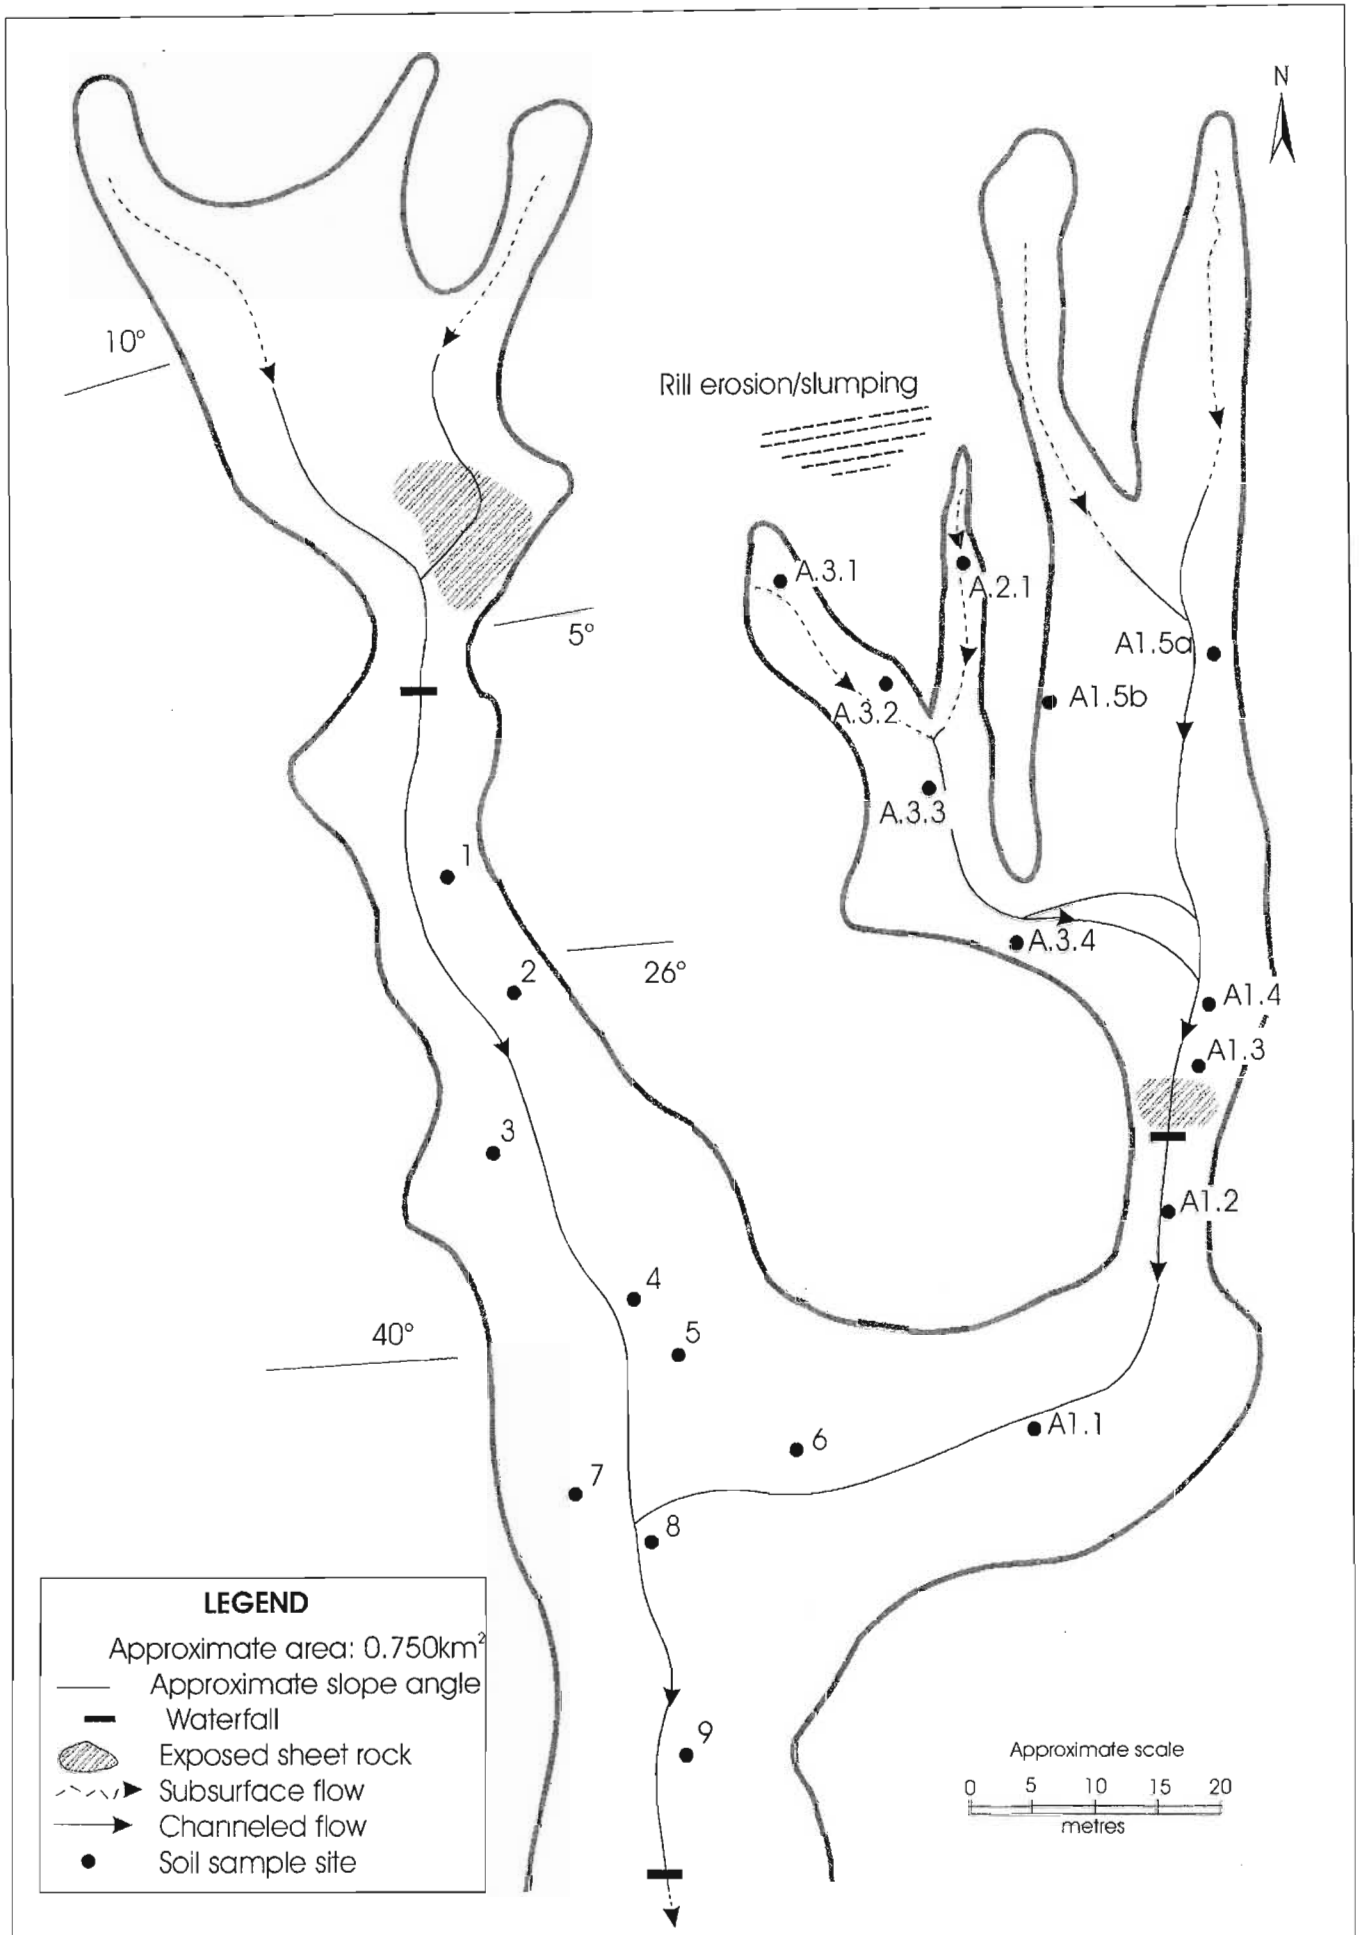 N
10°
Rill erosion/slumping
A.3.1
A.2.1
5°
A1.5a
A.3.2
A1.5b
A.3.3
1
A.3.4
2
26°
A1.4
A1.3
3
A1.2
4
5
40°
A1.1
6
7
8
9
LEGEND
Approximate area: 0.750km²
Approximate slope angle
Waterfall
Exposed sheet rock
Subsurface flow
Channeled flow
Soil sample site
Approximate scale
0 5 10 15 20
metres